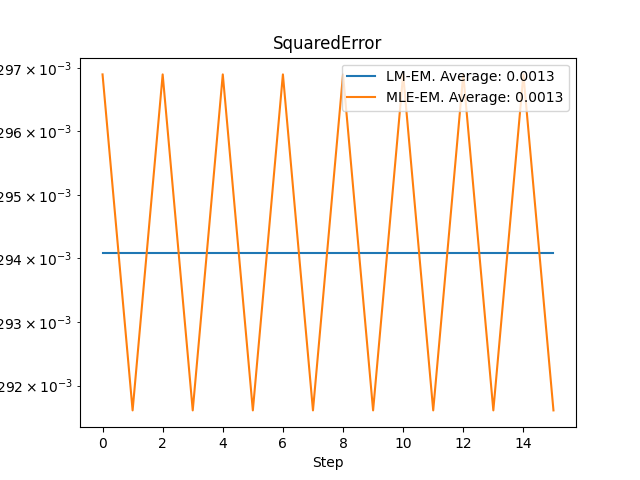 SquaredError
297 × 10⁻³
296 × 10⁻³
295 × 10⁻³
294 × 10⁻³
293 × 10⁻³
292 × 10⁻³
LM-EM. Average: 0.0013
MLE-EM. Average: 0.0013
0 2 4 6 8 10 12 14
Step